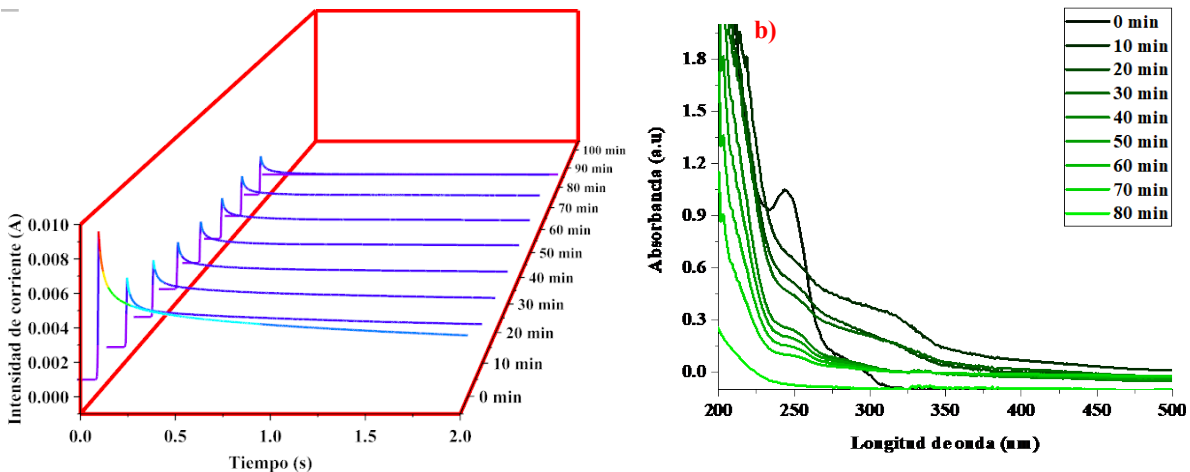 0.010
0.008
0.006
0.004
0.002
0.000
Intensidad de corriente (A)
0.0
0.5
1.0
1.5
2.0
Tiempo (s)
100 min
90 min
80 min
70 min
60 min
50 min
40 min
30 min
20 min
10 min
0 min
b)
0 min
10 min
20 min
30 min
40 min
50 min
60 min
70 min
80 min
1.8
1.5
1.2
0.9
0.6
0.3
0.0
Absorbancia (a.u)
200
250
300
350
400
450
500
Longitud de onda (nm)